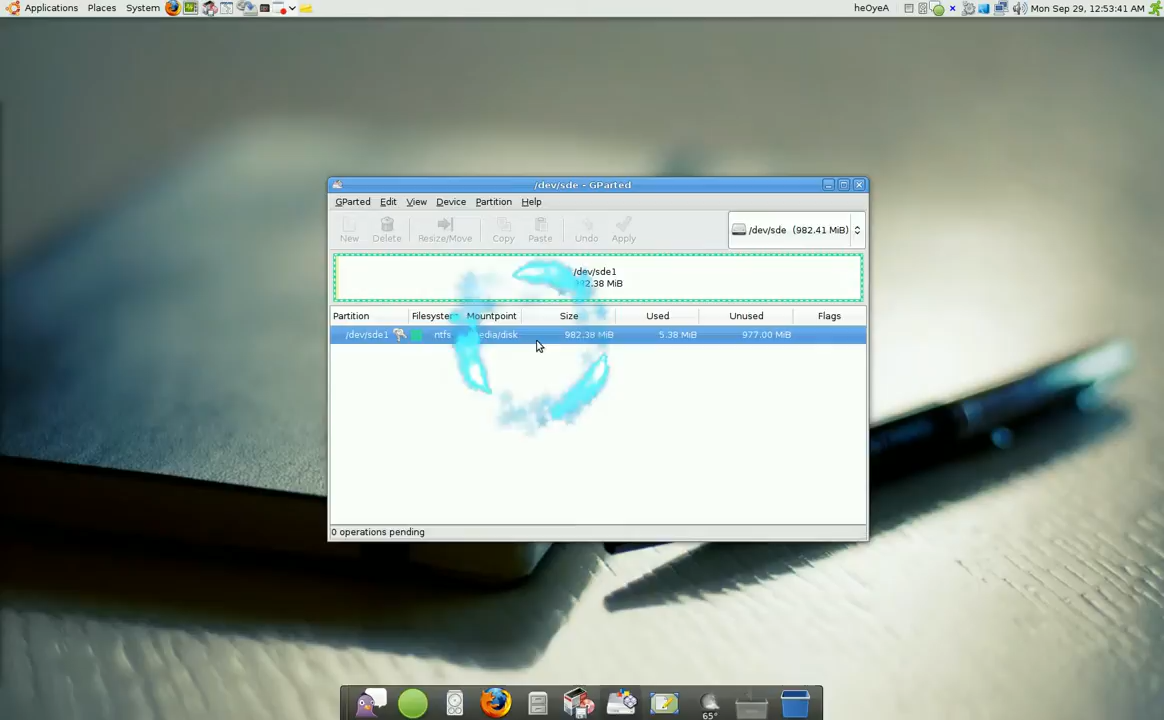 Applications Places System heOyeA Mon Sep 29, 12:53:41 AM
/dev/sde - GParted
GParted Edit View Device Partition Help
New Delete Resize/Move Copy Paste Undo Apply /dev/sde (982.41 MiB)
/dev/sde1
MiB
Partition Filesystem Mountpoint Size Used Unused Flags
/dev/sde1 ntfs 982.38 MiB 5.38 MiB 977.00 MiB
0 operations pending
65°